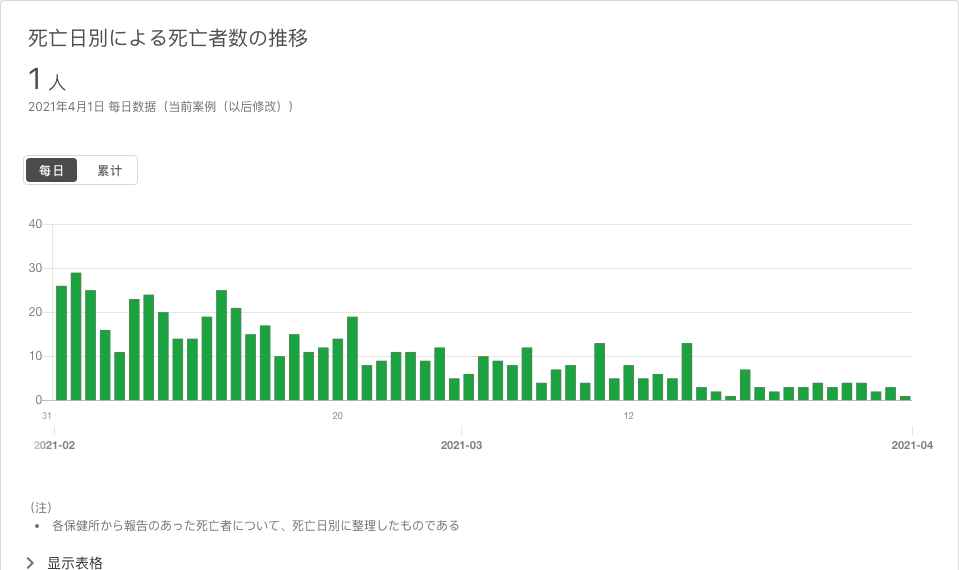 死亡日別による死亡者数の推移
1 人
2021年4月1日 每日数据（当前案例（以后修改））
每日 累计
40
30
20
10
0
31 20 12
2021-02 2021-03 2021-04
（注）
• 各保健所から報告のあった死亡者について、死亡日別に整理したものである
显示表格